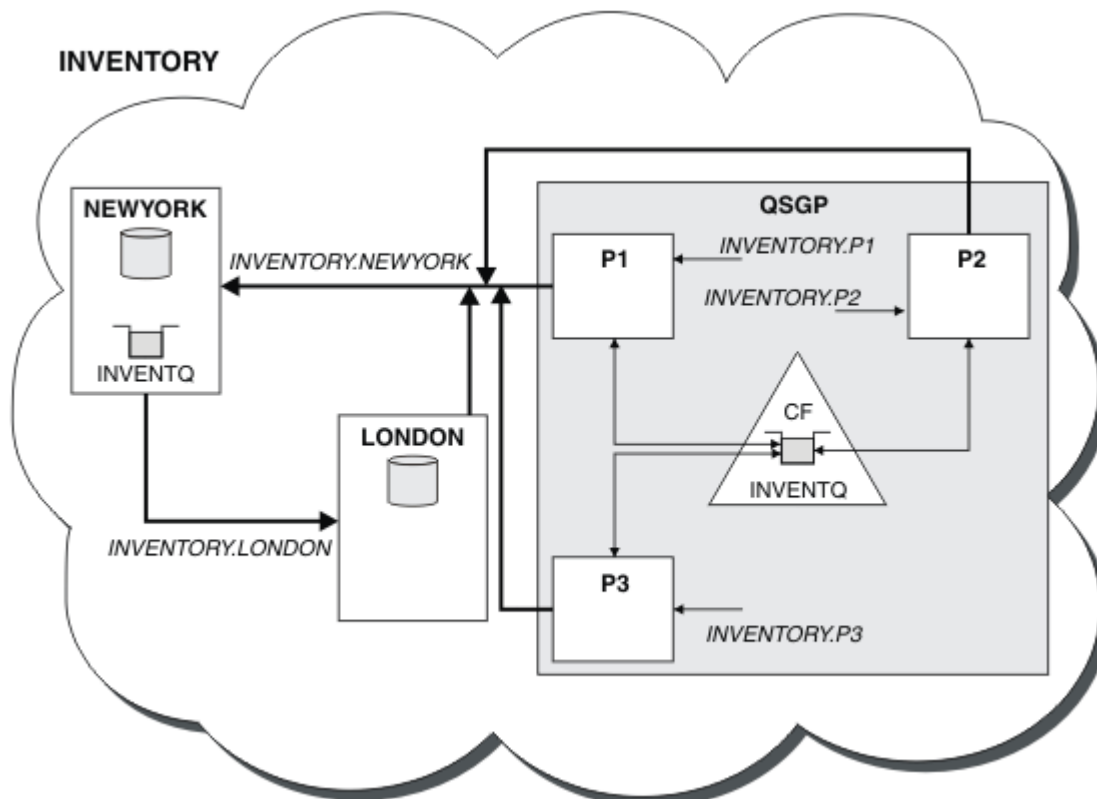 INVENTORY
NEWYORK
INVENTQ
INVENTORY.NEWYORK
INVENTORY.LONDON
LONDON
QSGP
P1
INVENTORY.P1
P2
INVENTORY.P2
CF
INVENTQ
P3
INVENTORY.P3